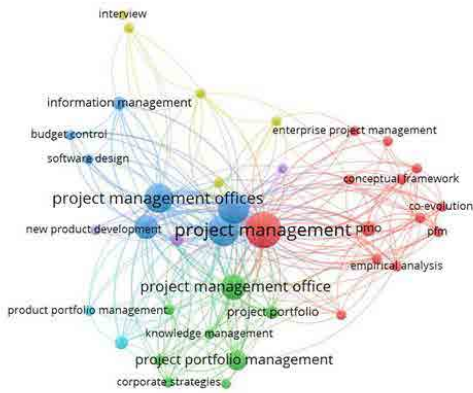 interview
information management
enterprise project management
budget control
software design
conceptual framework
project management offices
co-evolution
new product development
project management
pmo
pfm
empirical analysis
project management office
product portfolio management
project portfolio
knowledge management
project portfolio management
corporate strategies